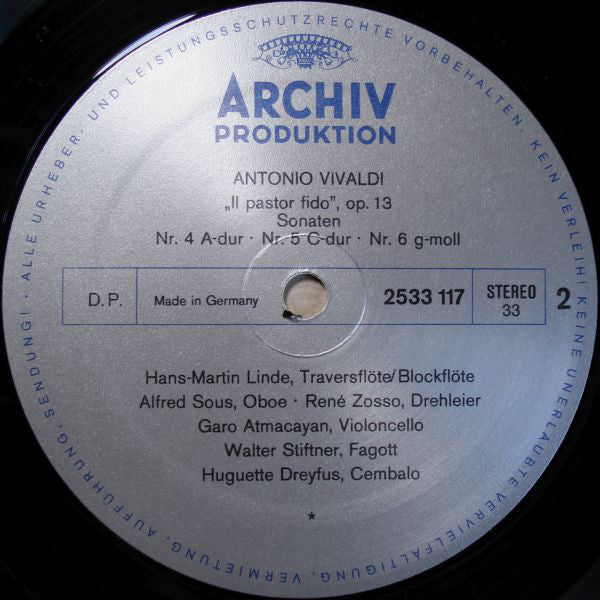 ARCHIV
PRODUKTION
ANTONIO VIVALDI
„Il pastor fido”, op. 13
Sonaten
Nr. 4 A-dur · Nr. 5 C-dur · Nr. 6 g-moll
D. P.
Made in Germany
2533 117
STEREO
33
2
Hans-Martin Linde, Traversflöte/Blockflöte
Alfred Sous, Oboe · René Zosso, Drehleier
Garo Atmacayan, Violoncello
Walter Stiftner, Fagott
Huguette Dreyfus, Cembalo
*
· ALLE URHEBER- UND LEISTUNGSSCHUTZRECHTE VORBEHALTEN. KEIN VERLEIH! KEINE UNERLAUBTE VERVIELFÄLTIGUNG, VERMIETUNG, AUFFÜHRUNG, SENDUNG!